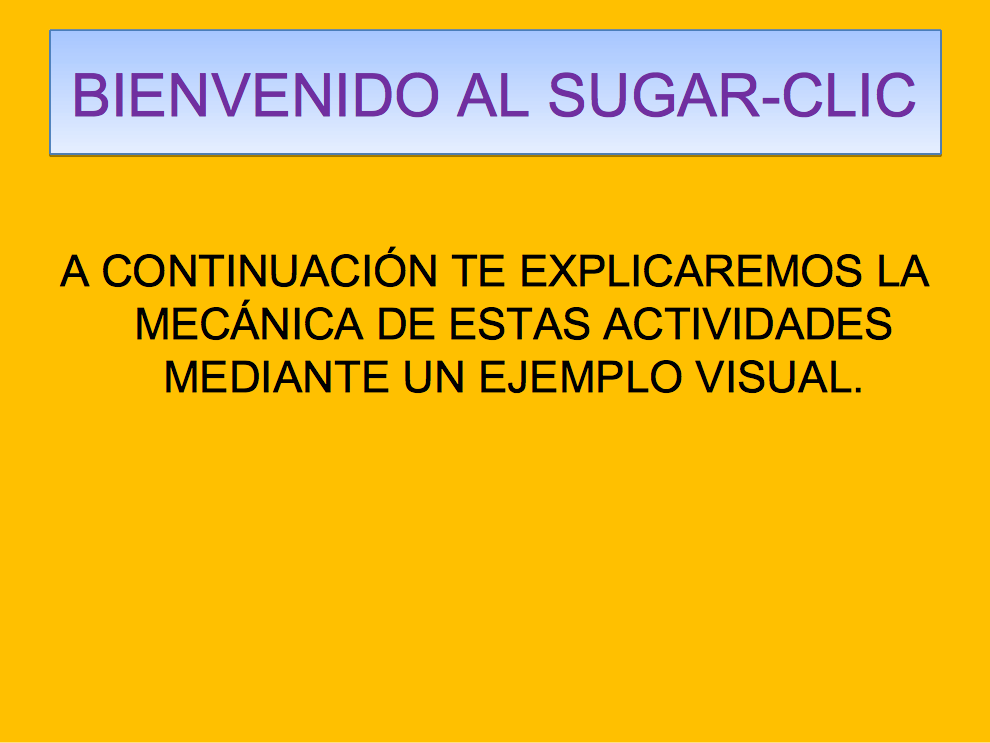 BIENVENIDO AL SUGAR-CLIC
A CONTINUACIÓN TE EXPLICAREMOS LA
MECÁNICA DE ESTAS ACTIVIDADES
MEDIANTE UN EJEMPLO VISUAL.